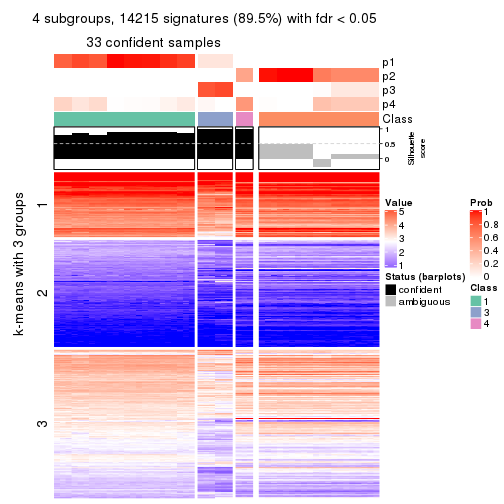 4 subgroups, 14215 signatures (89.5%) with fdr < 0.05
33 confident samples
p1
p2
p3
p4
Class
1
0.5
0
Silhouette
score
k-means with 3 groups
1
2
3
Value
5
4
3
2
1
Status (barplots)
confident
ambiguous
Prob
1
0.8
0.6
0.4
0.2
0
Class
1
3
4